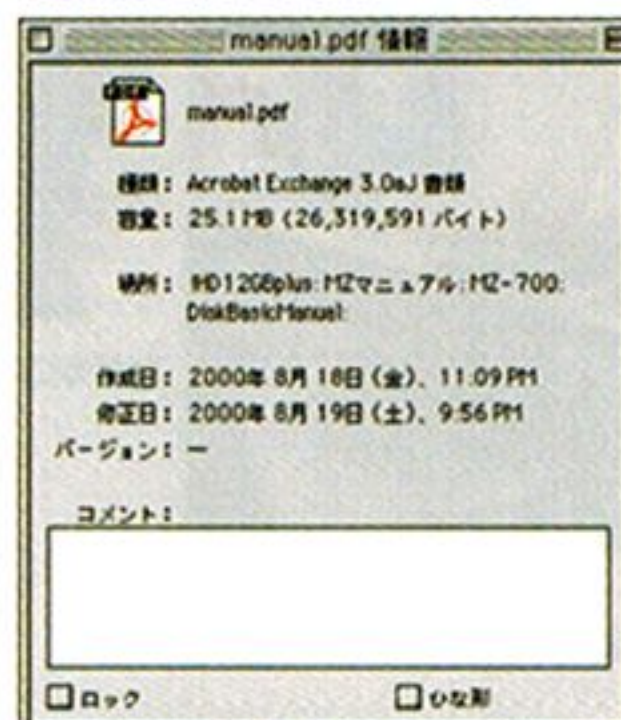 manual.pdf 情報
manual.pdf
種類： Acrobat Exchange 3.0aJ 書類
容量： 25.1 MB (26,319,591 バイト)
場所： HD12GBplus: MZマニュアル: MZ-700:
DiskBasicManual:
作成日： 2000年 8月 18日 (金)、11:09 PM
修正日： 2000年 8月 19日 (土)、9:56 PM
バージョン： —
コメント：
ロック
ひな形